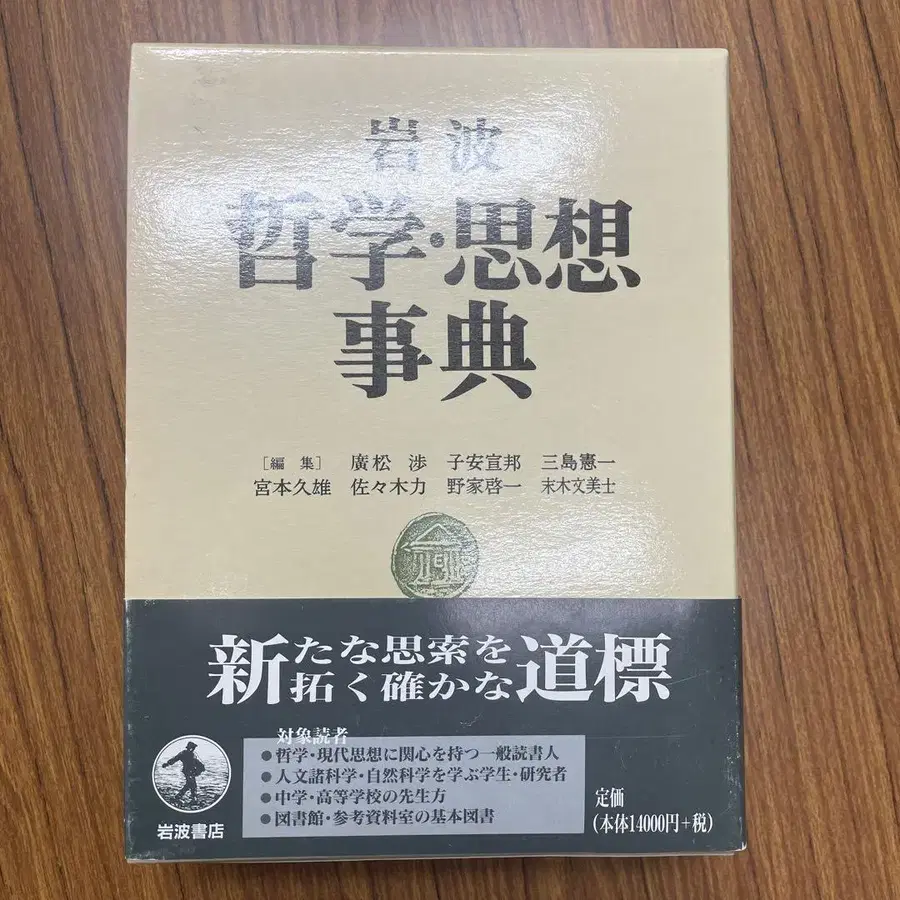 岩波
哲学・思想
事典
［編 集］ 廣松 渉 子安宣邦 三島憲一
宮本久雄 佐々木力 野家啓一 末木文美士
新たな思索を
拓く確かな道標
対象読者
●哲学・現代思想に関心を持つ一般読書人
●人文諸科学・自然科学を学ぶ学生・研究者
●中学・高等学校の先生方
●図書館・参考資料室の基本図書
岩波書店
定価
(本体14000円+税)